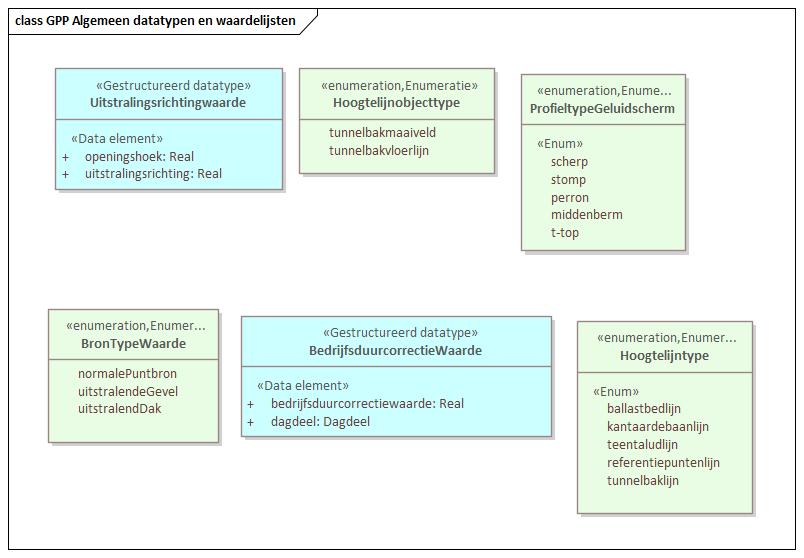 class GPP Algemeen datatypen en waardelijsten
«Gestructureerd datatype»
Uitstralingsrichtingwaarde
«Data element»
+ openingshoek: Real
+ uitstralingsrichting: Real
«enumeration,Enumeratie»
Hoogtelijnobjecttype
tunnelbakmaaiveld
tunnelbakvloerlijn
«enumeration,Enume...
ProfieltypeGeluidscherm
«Enum»
scherp
stomp
perron
middenberm
t-top
«enumeration,Enumer...
BronTypeWaarde
normalePuntbron
uitstralendeGevel
uitstralendDak
«Gestructureerd datatype»
BedrijfsduurcorrectieWaarde
«Data element»
+ bedrijfsduurcorrectiewaarde: Real
+ dagdeel: Dagdeel
«enumeration,Enumer...
Hoogtelijntype
«Enum»
ballastbedlijn
kantaardebaanlijn
teentaludlijn
referentiepuntenlijn
tunnelbaklijn